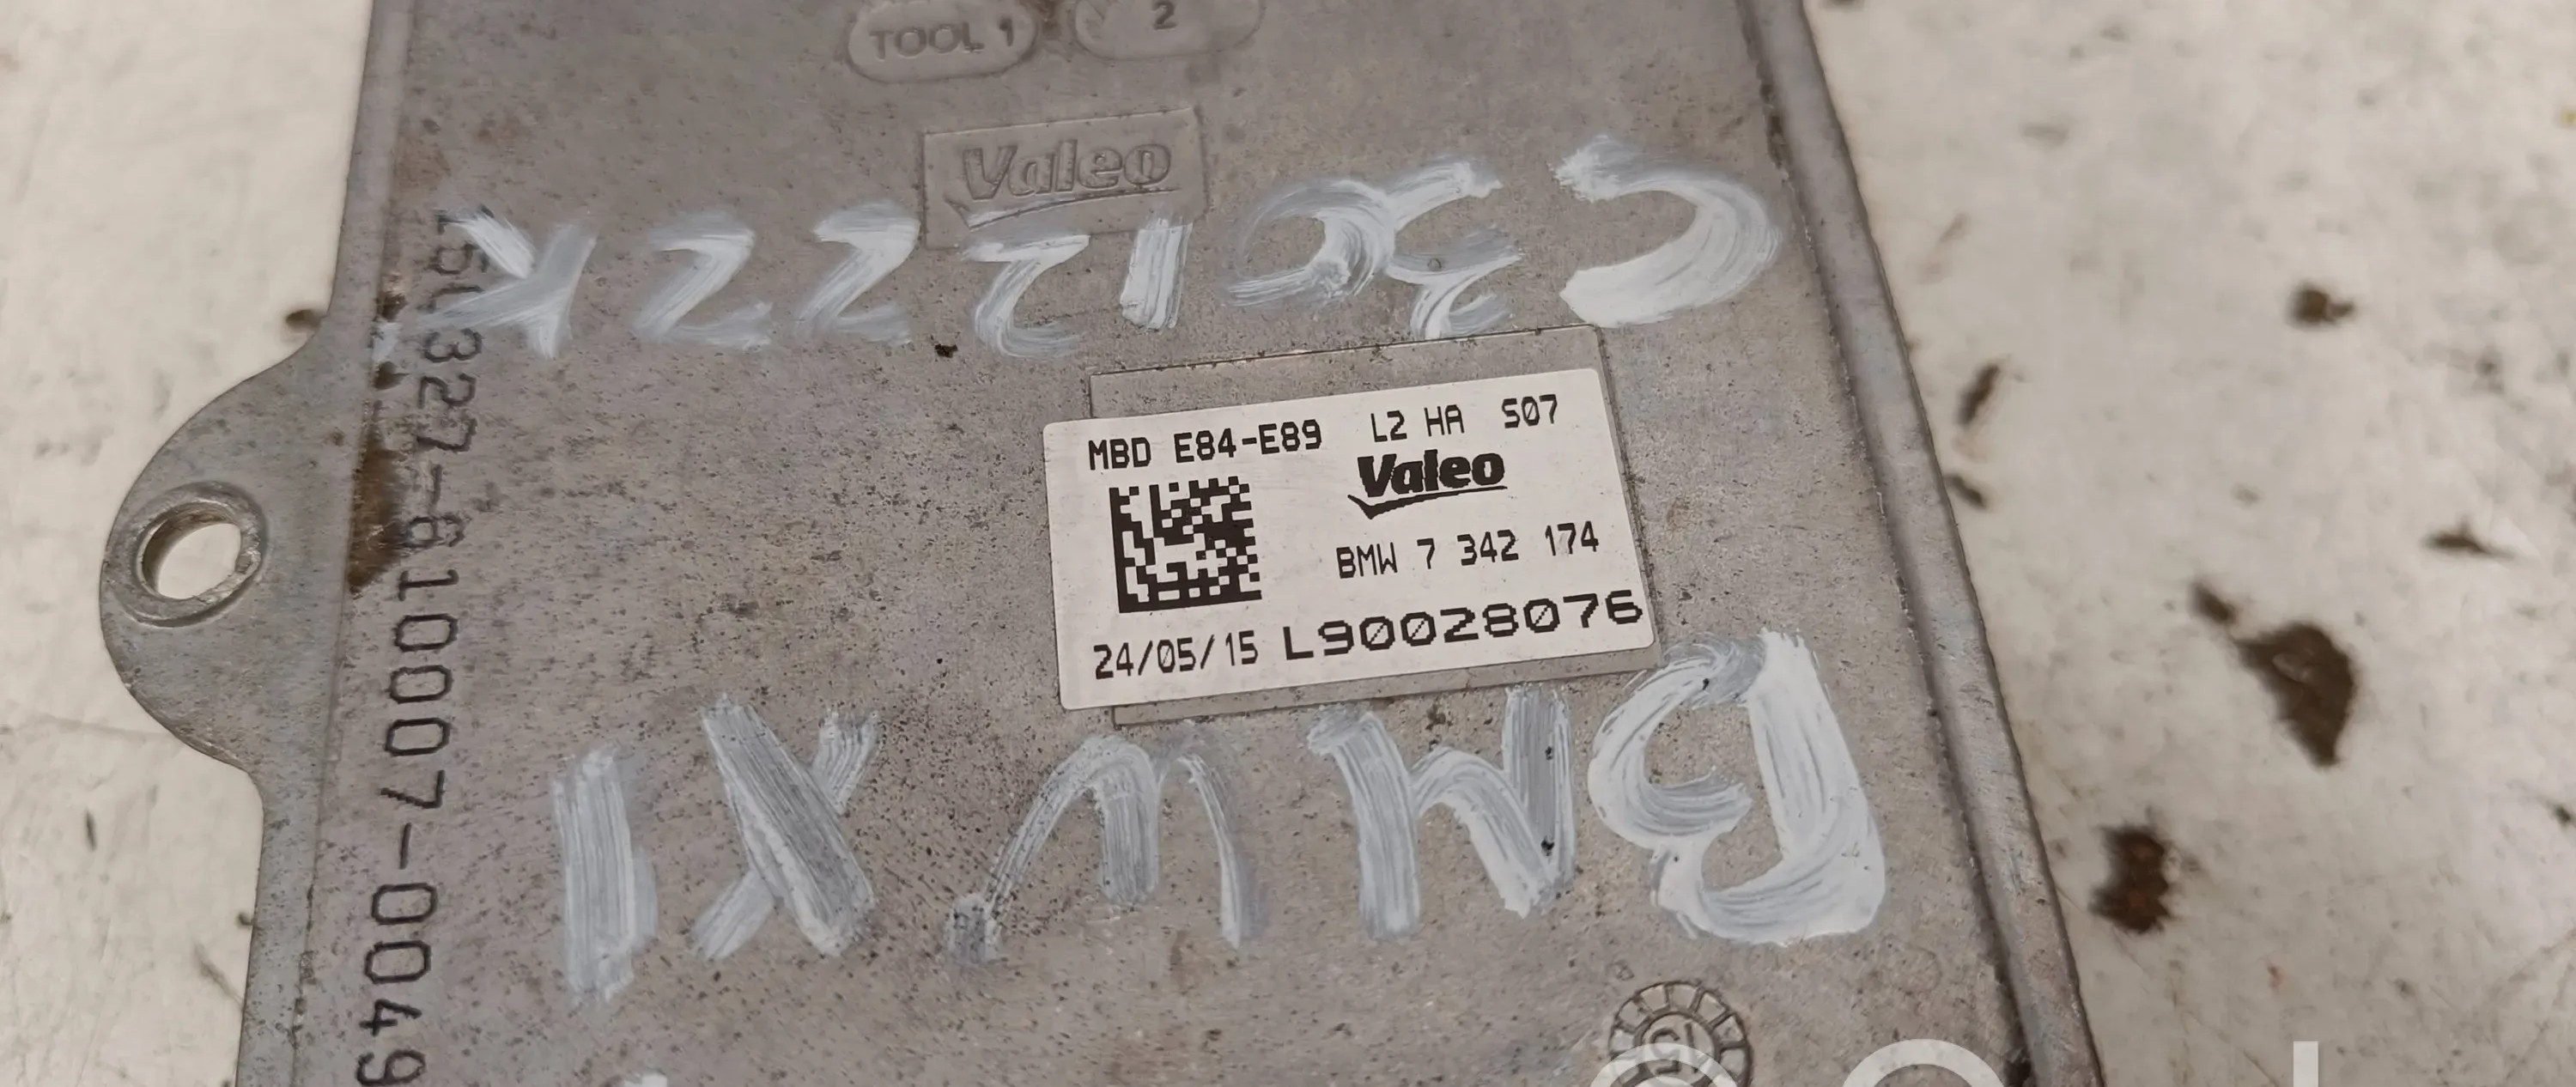 TOOL 1
2
Valeo
MBD E84-E89 L2 HA S07
Valeo
BMW 7 342 174
24/05/15 L90028076
BMW X1